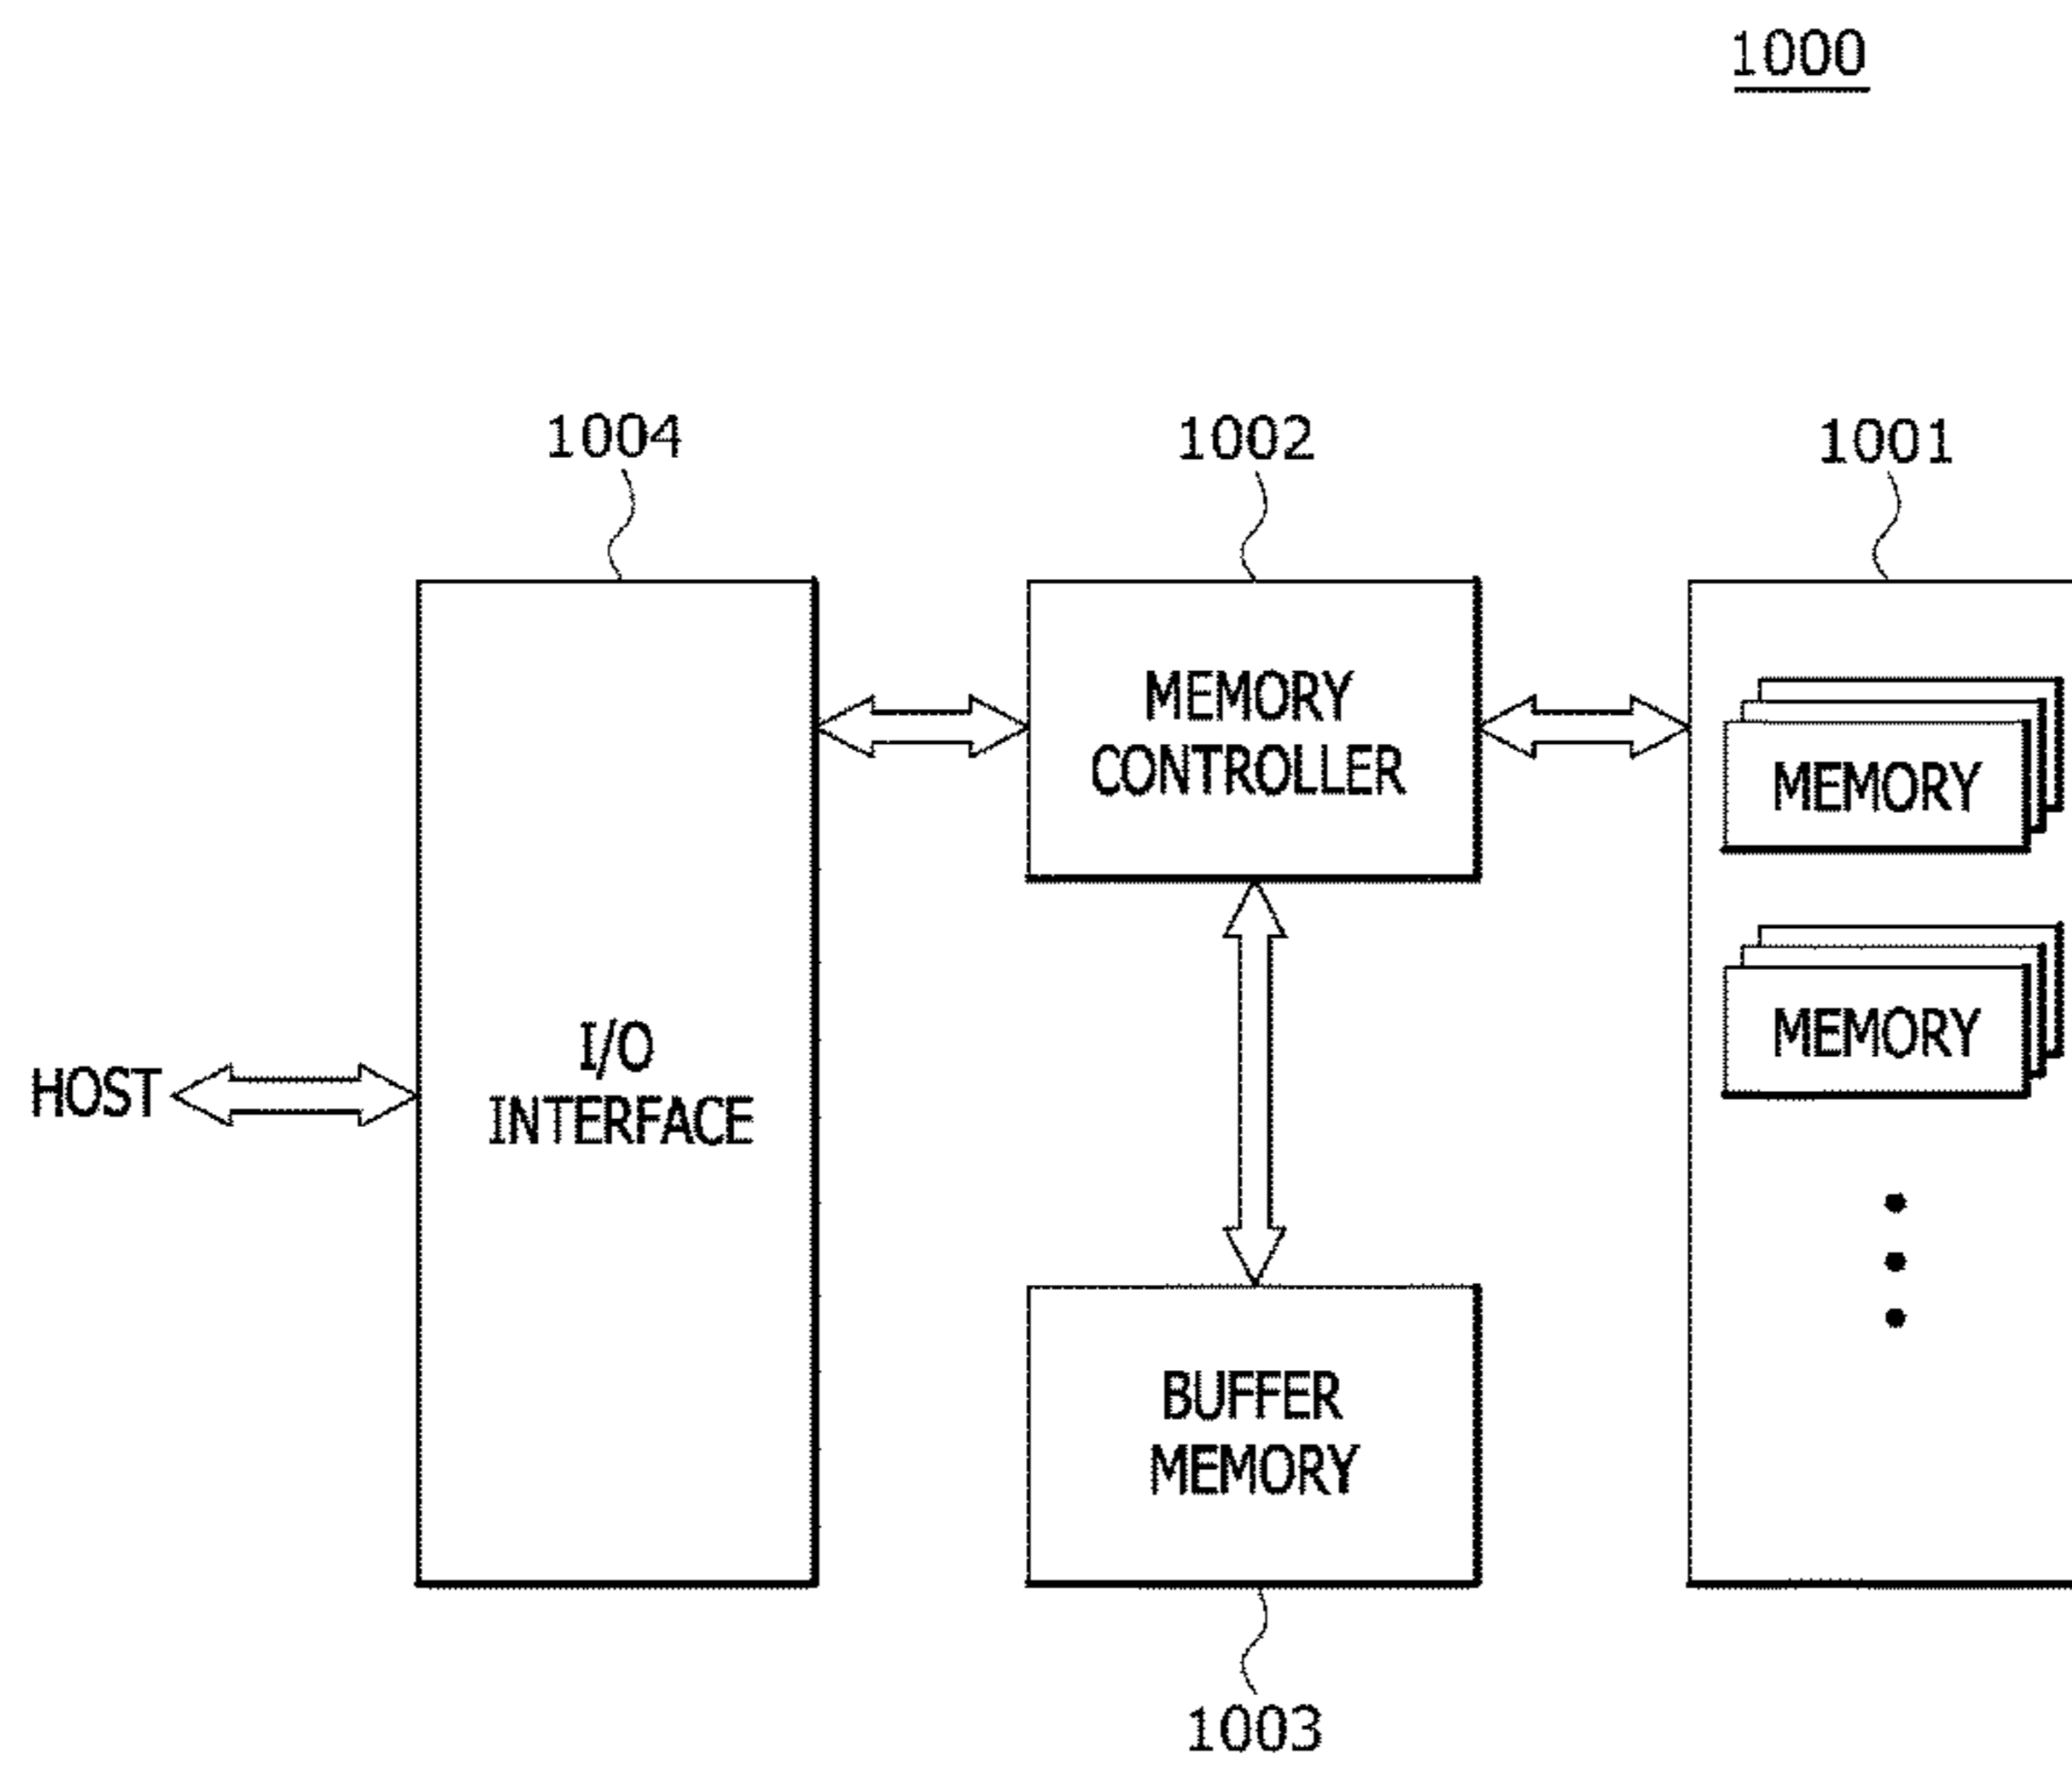 1000
1004
1002
1001
MEMORY
CONTROLLER
MEMORY
MEMORY
I/O
INTERFACE
HOST
BUFFER
MEMORY
1003